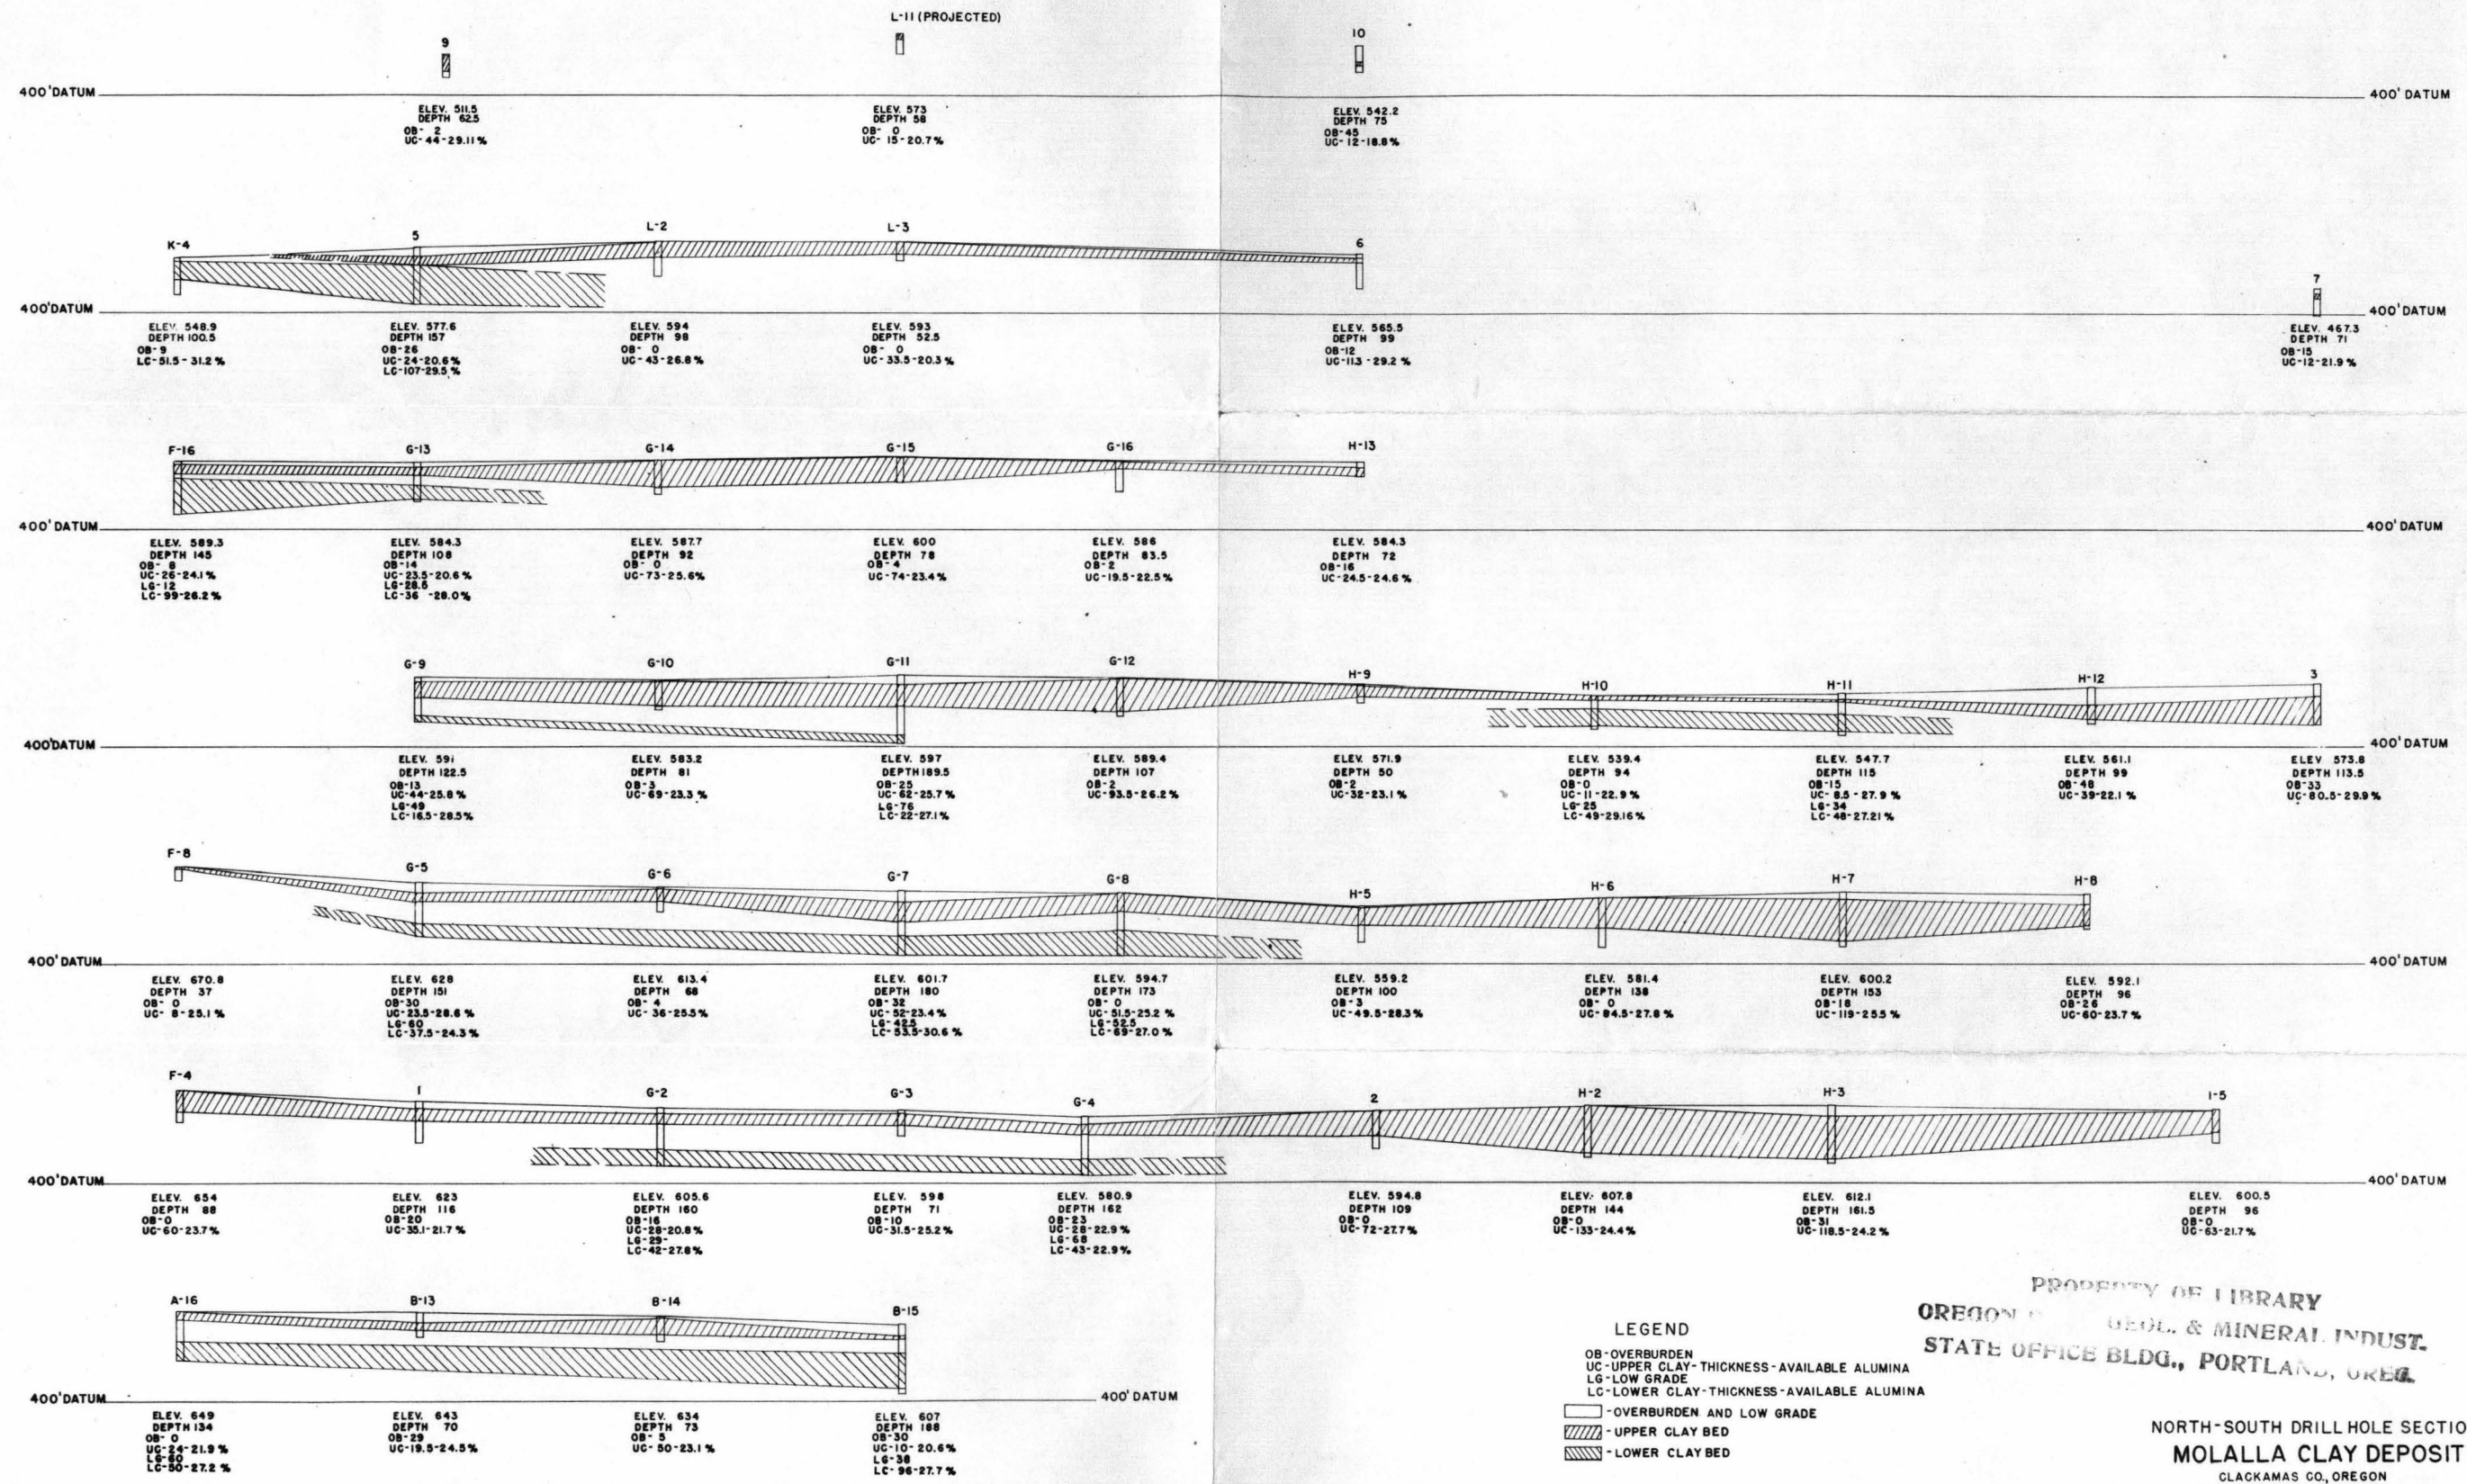 9
L-11 (PROJECTED)
10
400' DATUM
400' DATUM
ELEV. 511.5
DEPTH 62.5
OB- 2
UC-44-29.11%
ELEV. 573
DEPTH 58
OB- 0
UC- 15-20.7%
ELEV. 542.2
DEPTH 75
OB-45
UC-12-18.8%
K-4
5
L-2
L-3
6
7
400' DATUM
400' DATUM
ELEV. 548.9
DEPTH 100.5
OB-9
LC-51.5-31.2%
ELEV. 577.6
DEPTH 157
OB-26
UC-24-20.6%
LC-107-29.5%
ELEV. 594
DEPTH 98
OB- 0
UC-43-26.8%
ELEV. 593
DEPTH 52.5
OB- 0
UC-33.5-20.3%
ELEV. 565.5
DEPTH 99
OB-12
UC-11.3-29.2%
ELEV. 467.3
DEPTH 71
OB-15
UC-12-21.9%
F-16
G-13
G-14
G-15
G-16
H-13
400' DATUM
400' DATUM
ELEV. 589.3
DEPTH 145
OB- 8
UC-26-24.1%
LG-12
LC-99-26.2%
ELEV. 584.3
DEPTH 108
OB-14
UC-23.5-20.6%
LG-28.5
LC-36 -28.0%
ELEV. 587.7
DEPTH 92
OB- 0
UC-73-25.6%
ELEV. 600
DEPTH 78
OB-4
UC-74-23.4%
ELEV. 586
DEPTH 83.5
OB-2
UC-19.5-22.5%
ELEV. 584.3
DEPTH 72
OB-16
UC-24.5-24.6%
G-9
G-10
G-11
G-12
H-9
H-10
H-11
H-12
3
400' DATUM
400' DATUM
ELEV. 591
DEPTH 122.5
OB-13
UC-44-25.8%
LG-49
LC-16.5-28.5%
ELEV. 583.2
DEPTH 81
OB-3
UC-69-23.3%
ELEV. 597
DEPTH 189.5
OB-25
UC-62-25.7%
LG-76
LC-22-27.1%
ELEV. 589.4
DEPTH 107
OB-2
UC-93.5-26.2%
ELEV. 571.9
DEPTH 50
OB-2
UC-32-23.1%
ELEV. 539.4
DEPTH 94
OB-0
UC-11-22.9%
LG-25
LC-49-29.16%
ELEV. 547.7
DEPTH 115
OB-15
UC-8.5-27.9%
LG-34
LC-48-27.21%
ELEV. 561.1
DEPTH 99
OB-48
UC-39-22.1%
ELEV 573.8
DEPTH 113.5
OB-33
UC-80.5-29.9%
F-8
G-5
G-6
G-7
G-8
H-5
H-6
H-7
H-8
400' DATUM
400' DATUM
ELEV. 670.8
DEPTH 37
OB- 0
UC- 8-25.1%
ELEV. 628
DEPTH 151
OB-30
UC-23.5-28.6%
LG-60
LC-37.5-24.3%
ELEV. 613.4
DEPTH 68
OB- 4
UC- 36-25.5%
ELEV. 601.7
DEPTH 180
OB-32
UC-52-23.4%
LG-42.5
LC-53.5-30.6%
ELEV. 594.7
DEPTH 173
OB- 0
UC-51.5-25.2%
LG-52.5
LC-69-27.0%
ELEV. 559.2
DEPTH 100
OB-3
UC-49.5-28.3%
ELEV. 581.4
DEPTH 138
OB- 0
UC-84.5-27.8%
ELEV. 600.2
DEPTH 153
OB-18
UC-119-25.5%
ELEV. 592.1
DEPTH 96
OB-26
UC-60-23.7%
F-4
1
G-2
G-3
G-4
2
H-2
H-3
I-5
400' DATUM
400' DATUM
ELEV. 654
DEPTH 88
OB-0
UC-60-23.7%
ELEV. 623
DEPTH 116
OB-20
UC-35.1-21.7%
ELEV. 605.6
DEPTH 160
OB-16
UC-28-20.8%
LG-29-
LC-42-27.8%
ELEV. 598
DEPTH 71
OB-10
UC-31.5-25.2%
ELEV. 580.9
DEPTH 162
OB-23
UC-28-22.9%
LG-68
LC-43-22.9%
ELEV. 594.8
DEPTH 109
OB-0
UC-72-27.7%
ELEV. 607.8
DEPTH 144
OB-0
UC-133-24.4%
ELEV. 612.1
DEPTH 161.5
OB-31
UC-118.5-24.2%
ELEV. 600.5
DEPTH 96
OB-0
UC-63-21.7%
A-16
B-13
B-14
B-15
400' DATUM
400' DATUM
ELEV. 649
DEPTH 134
OB- 0
UC-24-21.9%
LG-60
LC-50-27.2%
ELEV. 643
DEPTH 70
OB-29
UC-19.5-24.5%
ELEV. 634
DEPTH 73
OB- 5
UC- 50-23.1%
ELEV. 607
DEPTH 188
OB-30
UC-10-20.6%
LG-38
LC-96-27.7%
LEGEND
OB-OVERBURDEN
UC-UPPER CLAY-THICKNESS-AVAILABLE ALUMINA
LG-LOW GRADE
LC-LOWER CLAY-THICKNESS-AVAILABLE ALUMINA
-OVERBURDEN AND LOW GRADE
-UPPER CLAY BED
-LOWER CLAY BED
PROPERTY OF LIBRARY
OREGON GEOL. & MINERAL INDUST.
STATE OFFICE BLDG., PORTLAND, OREG.
NORTH-SOUTH DRILL HOLE SECTIO
MOLALLA CLAY DEPOSIT
CLACKAMAS CO., OREGON